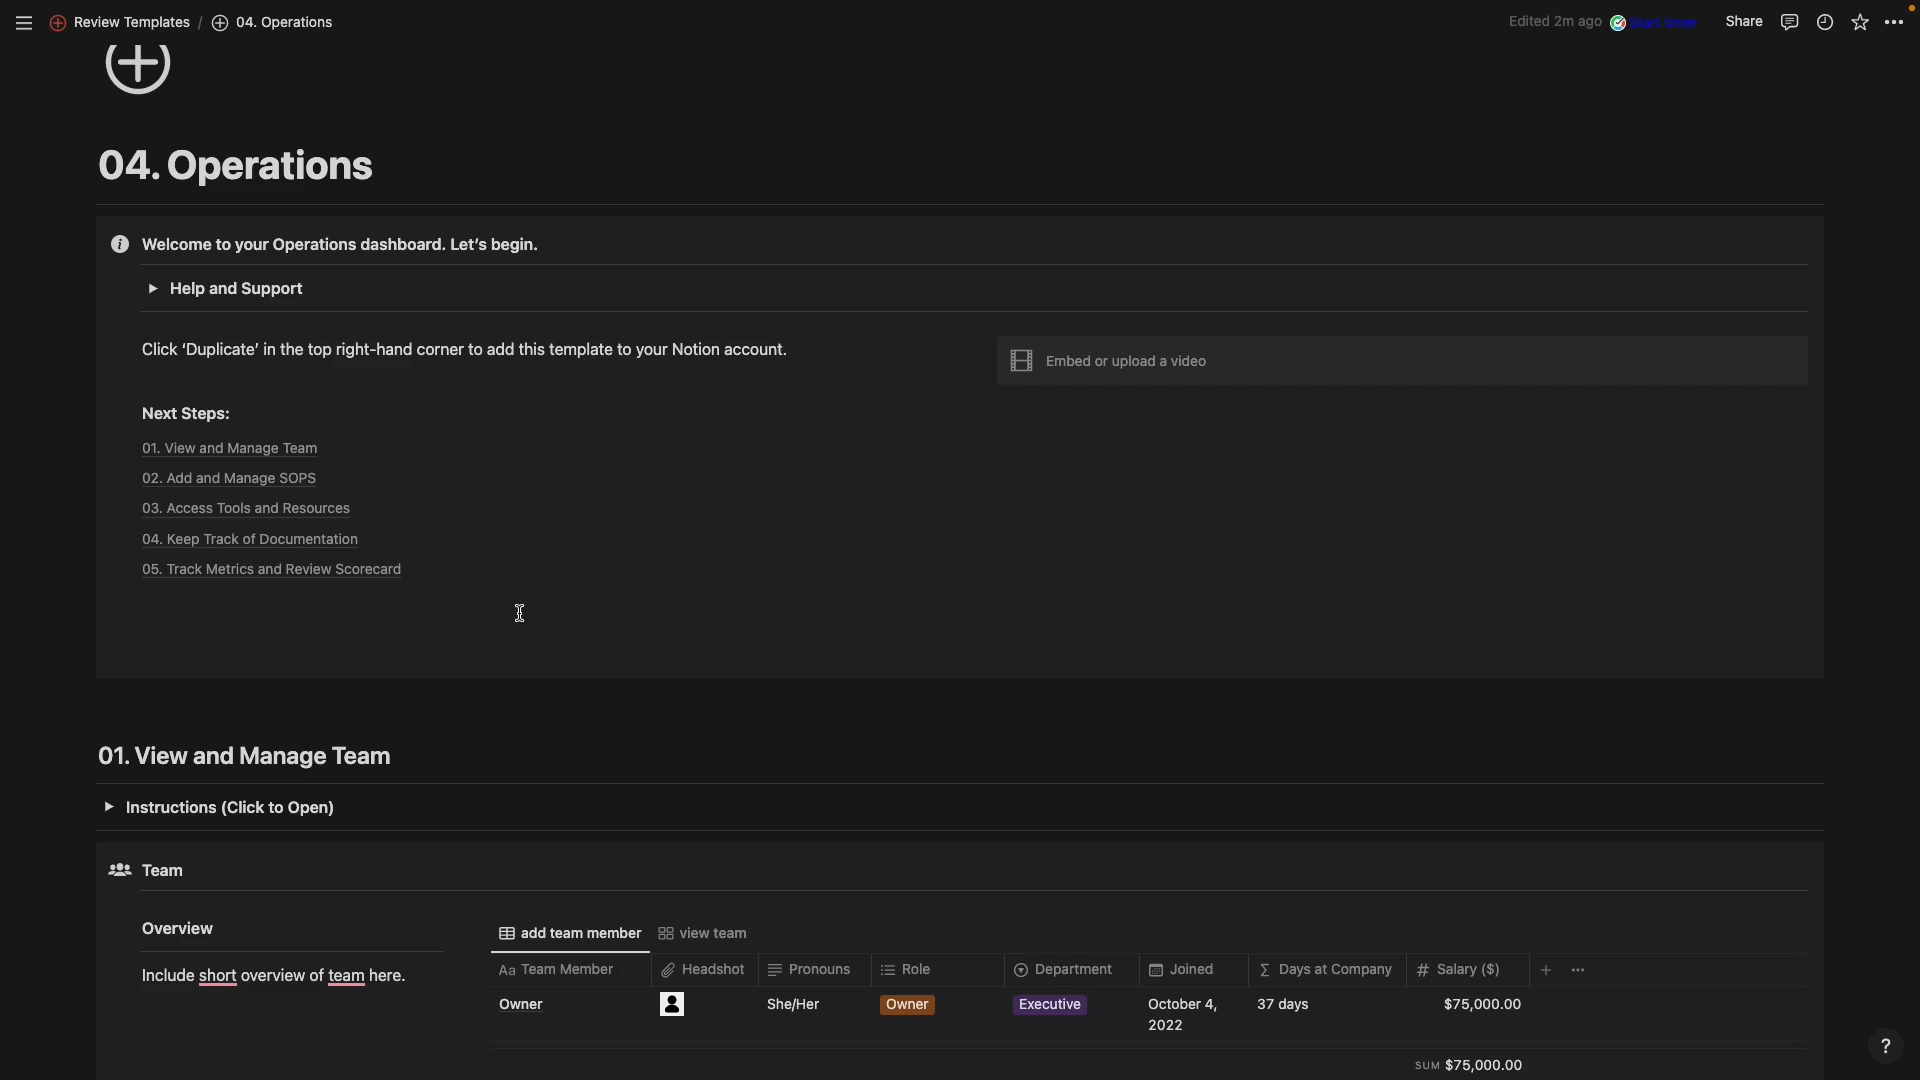 Review Templates / 04. Operations
Edited 2m ago
Start timer
Share
04. Operations
Welcome to your Operations dashboard. Let's begin.
Help and Support
Click 'Duplicate' in the top right-hand corner to add this template to your Notion account.
Embed or upload a video
Next Steps:
01. View and Manage Team
02. Add and Manage SOPS
03. Access Tools and Resources
04. Keep Track of Documentation
05. Track Metrics and Review Scorecard
01. View and Manage Team
Instructions (Click to Open)
Team
Overview
Include short overview of team here.
add team member view team
Aa Team Member Headshot Pronouns Role Department Joined Σ Days at Company # Salary ($) + •••
Owner She/Her Owner Executive October 4, 37 days $75,000.00
2022
SUM $75,000.00
?